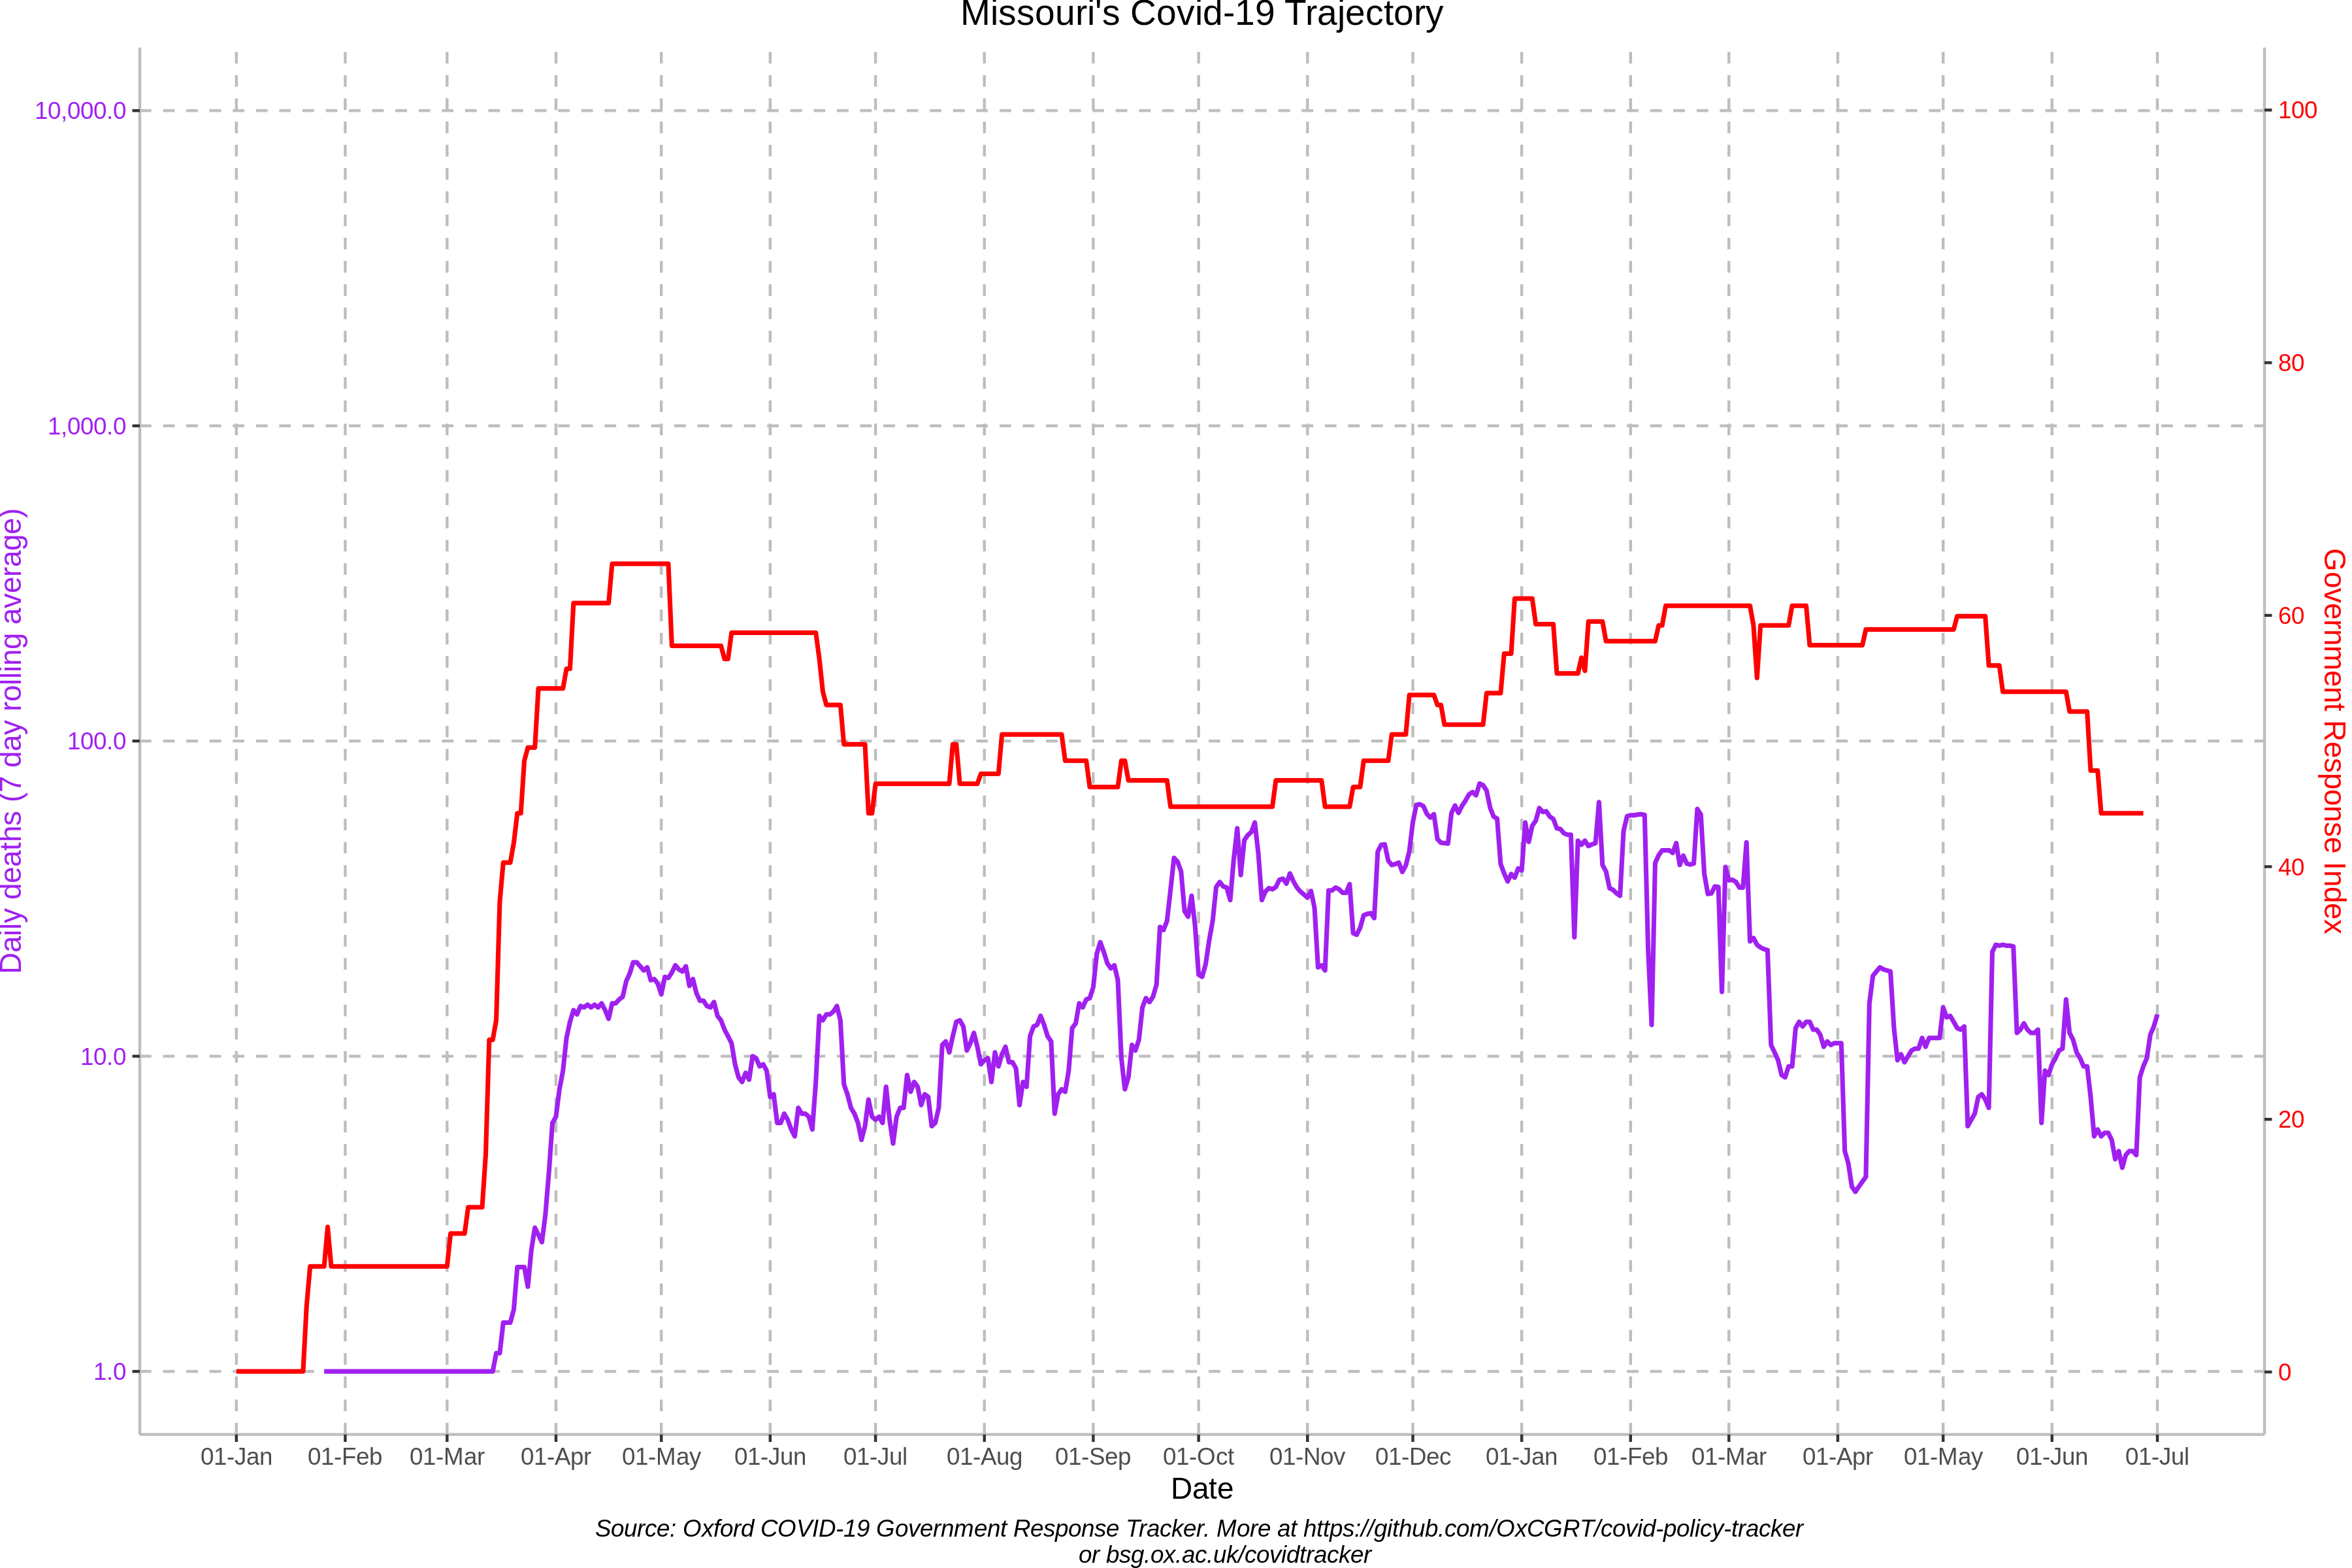 Missouri's Covid-19 Trajectory
10,000.0
1,000.0
100.0
10.0
1.0
Daily deaths (7 day rolling average)
100
80
60
40
20
0
Government Response Index
01-Jan 01-Feb 01-Mar 01-Apr 01-May 01-Jun 01-Jul 01-Aug 01-Sep 01-Oct 01-Nov 01-Dec 01-Jan 01-Feb 01-Mar 01-Apr 01-May 01-Jun 01-Jul
Date
Source: Oxford COVID-19 Government Response Tracker. More at https://github.com/OxCGRT/covid-policy-tracker
or bsg.ox.ac.uk/covidtracker